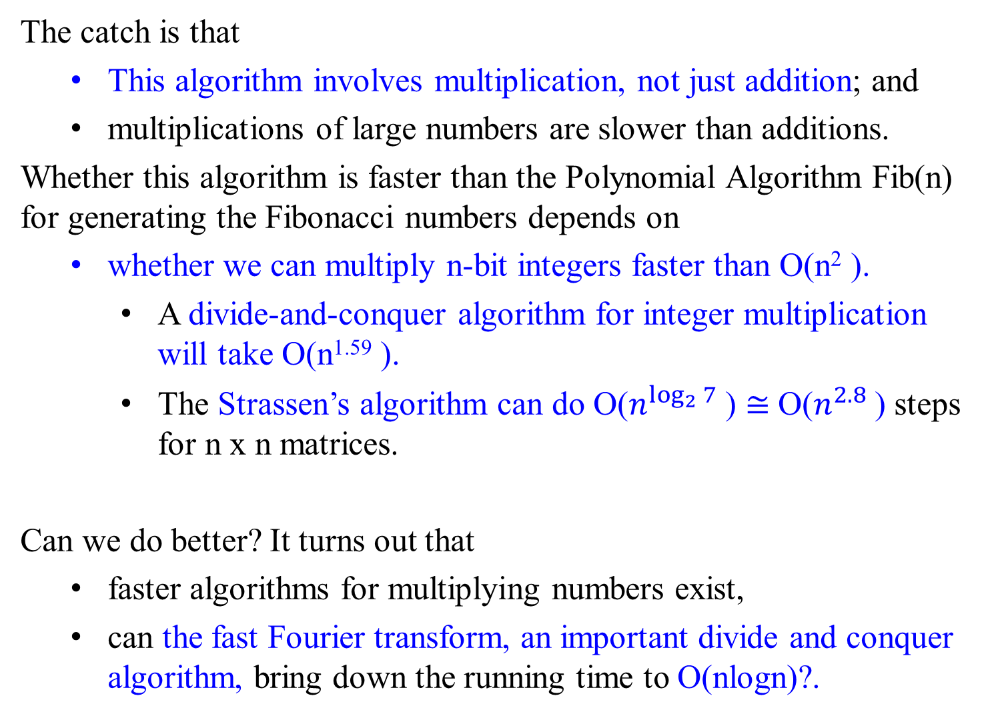 The catch is that
• This algorithm involves multiplication, not just addition; and
• multiplications of large numbers are slower than additions.
Whether this algorithm is faster than the Polynomial Algorithm Fib(n)
for generating the Fibonacci numbers depends on
• whether we can multiply n-bit integers faster than O(n² ).
• A divide-and-conquer algorithm for integer multiplication
will take O(n¹·⁵⁹ ).
• The Strassen’s algorithm can do O(𝑛^{log₂ 7} ) ≅ O(𝑛^{2.8} ) steps
for n x n matrices.
Can we do better? It turns out that
• faster algorithms for multiplying numbers exist,
• can the fast Fourier transform, an important divide and conquer
algorithm, bring down the running time to O(nlogn)?.